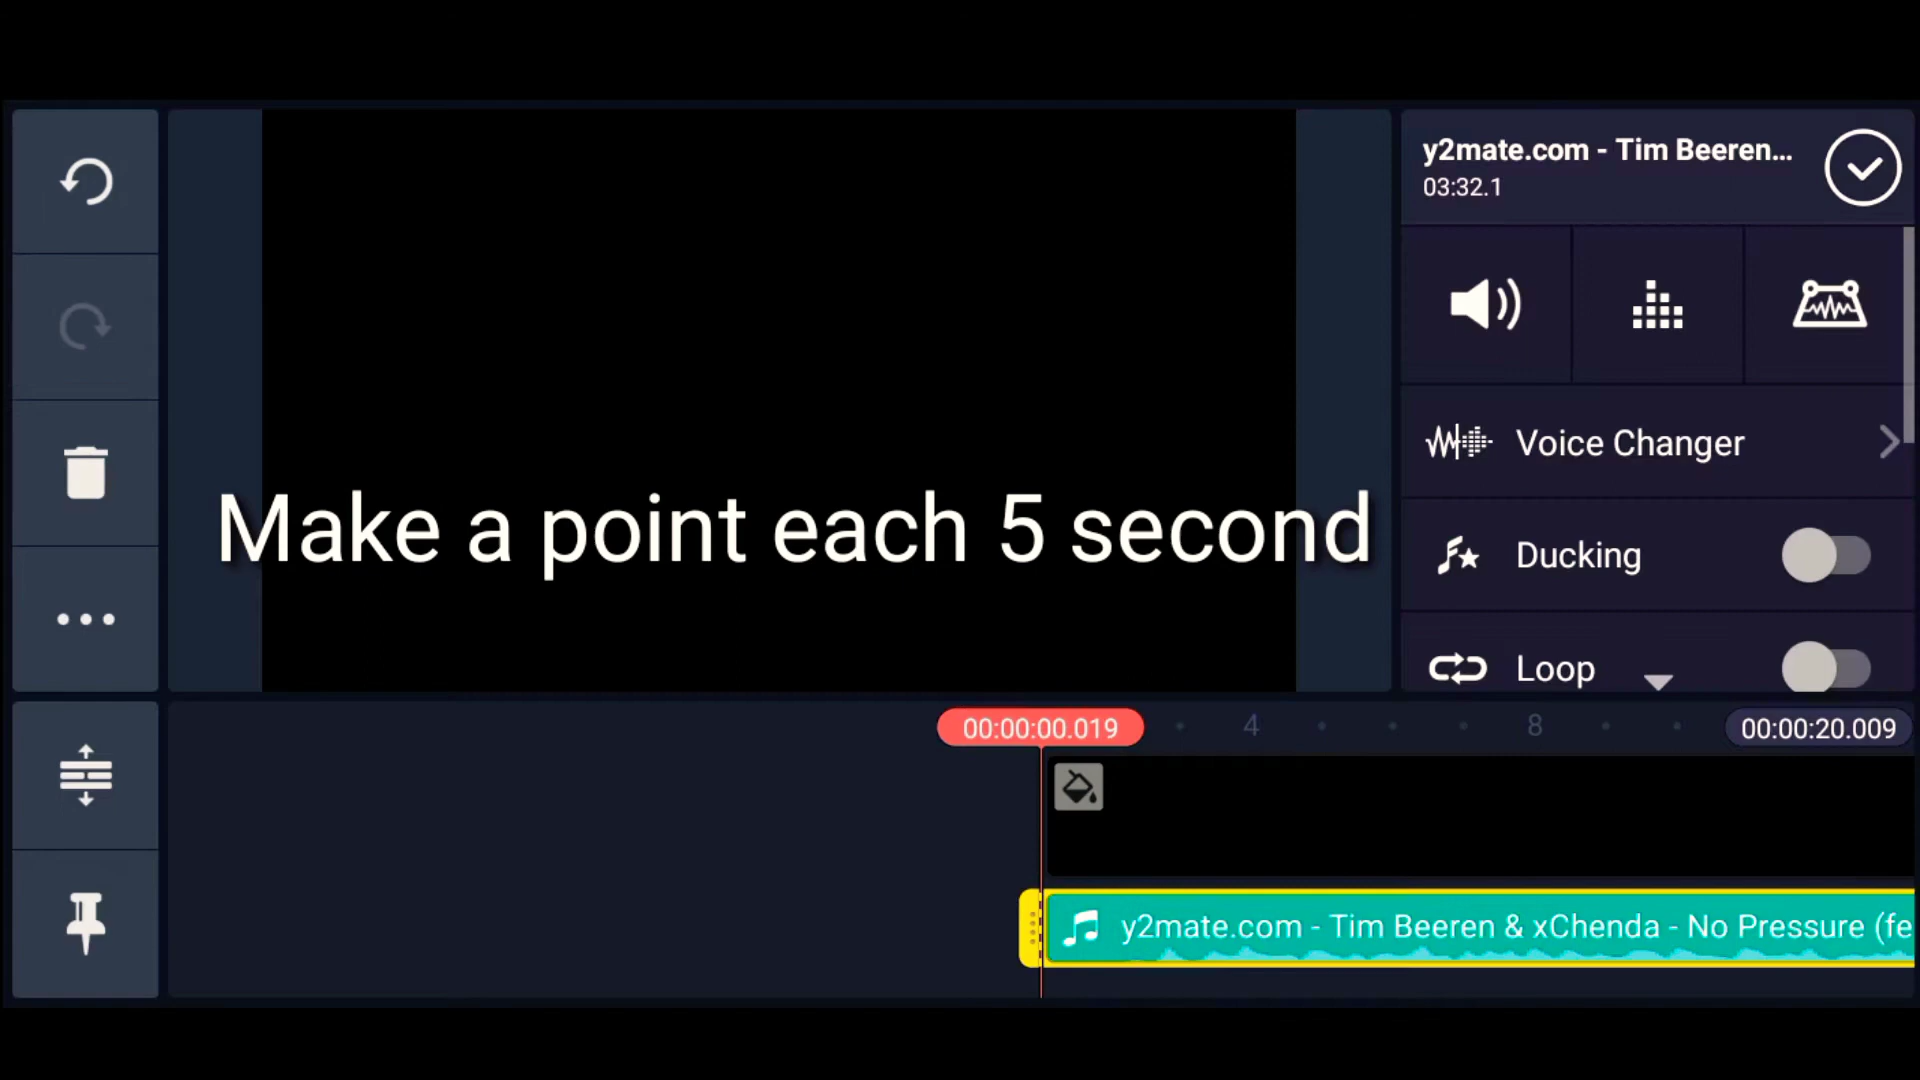 y2mate.com - Tim Beeren...
03:32.1
Voice Changer
Ducking
Loop
Make a point each 5 second
00:00:00.019
4
8
00:00:20.009
y2mate.com - Tim Beeren & xChenda - No Pressure (fe